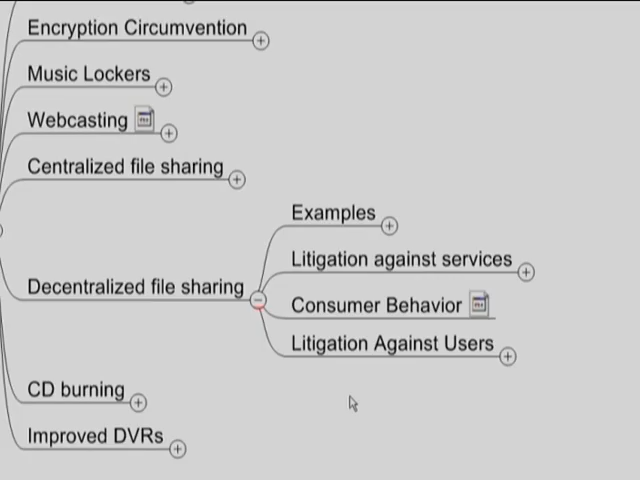 Encryption Circumvention
Music Lockers
Webcasting
Centralized file sharing
Examples
Litigation against services
Decentralized file sharing
Consumer Behavior
Litigation Against Users
CD burning
Improved DVRs